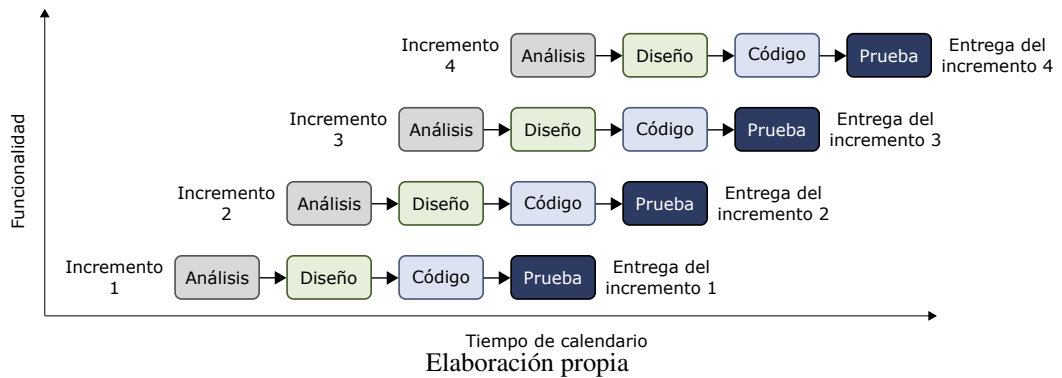 Incremento
4
Análisis
Diseño
Código
Prueba
Entrega del
incremento 4
Incremento
3
Análisis
Diseño
Código
Prueba
Entrega del
incremento 3
Incremento
2
Análisis
Diseño
Código
Prueba
Entrega del
incremento 2
Incremento
1
Análisis
Diseño
Código
Prueba
Entrega del
incremento 1
Funcionalidad
Tiempo de calendario
Elaboración propia